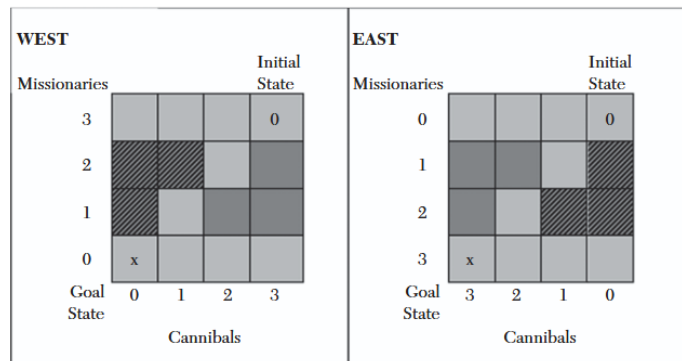 WEST
Initial
Missionaries State
3 0
2
1
0 x
Goal 0 1 2 3
State
Cannibals
EAST
Initial
Missionaries State
0 0
1
2
3 x
Goal 3 2 1 0
State
Cannibals